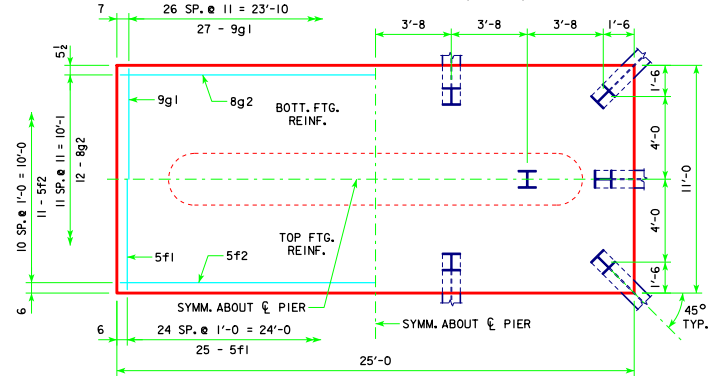 7
26 SP. @ 11 = 23'-10
27 - 9g1
3'-8
3'-8
3'-8
1'-6
5½
9g1
8g2
BOTT. FTG.
REINF.
1'-6
4'-0
11'-0
4'-0
1'-6
10 SP. @ 1'-0 = 10'-0
11 - 5f2
11 SP. @ 11 = 10'-1
12 - 8g2
TOP FTG.
REINF.
5f1
5f2
6
SYMM. ABOUT ℄ PIER
SYMM. ABOUT ℄ PIER
45°
TYP.
6
24 SP. @ 1'-0 = 24'-0
25 - 5f1
25'-0